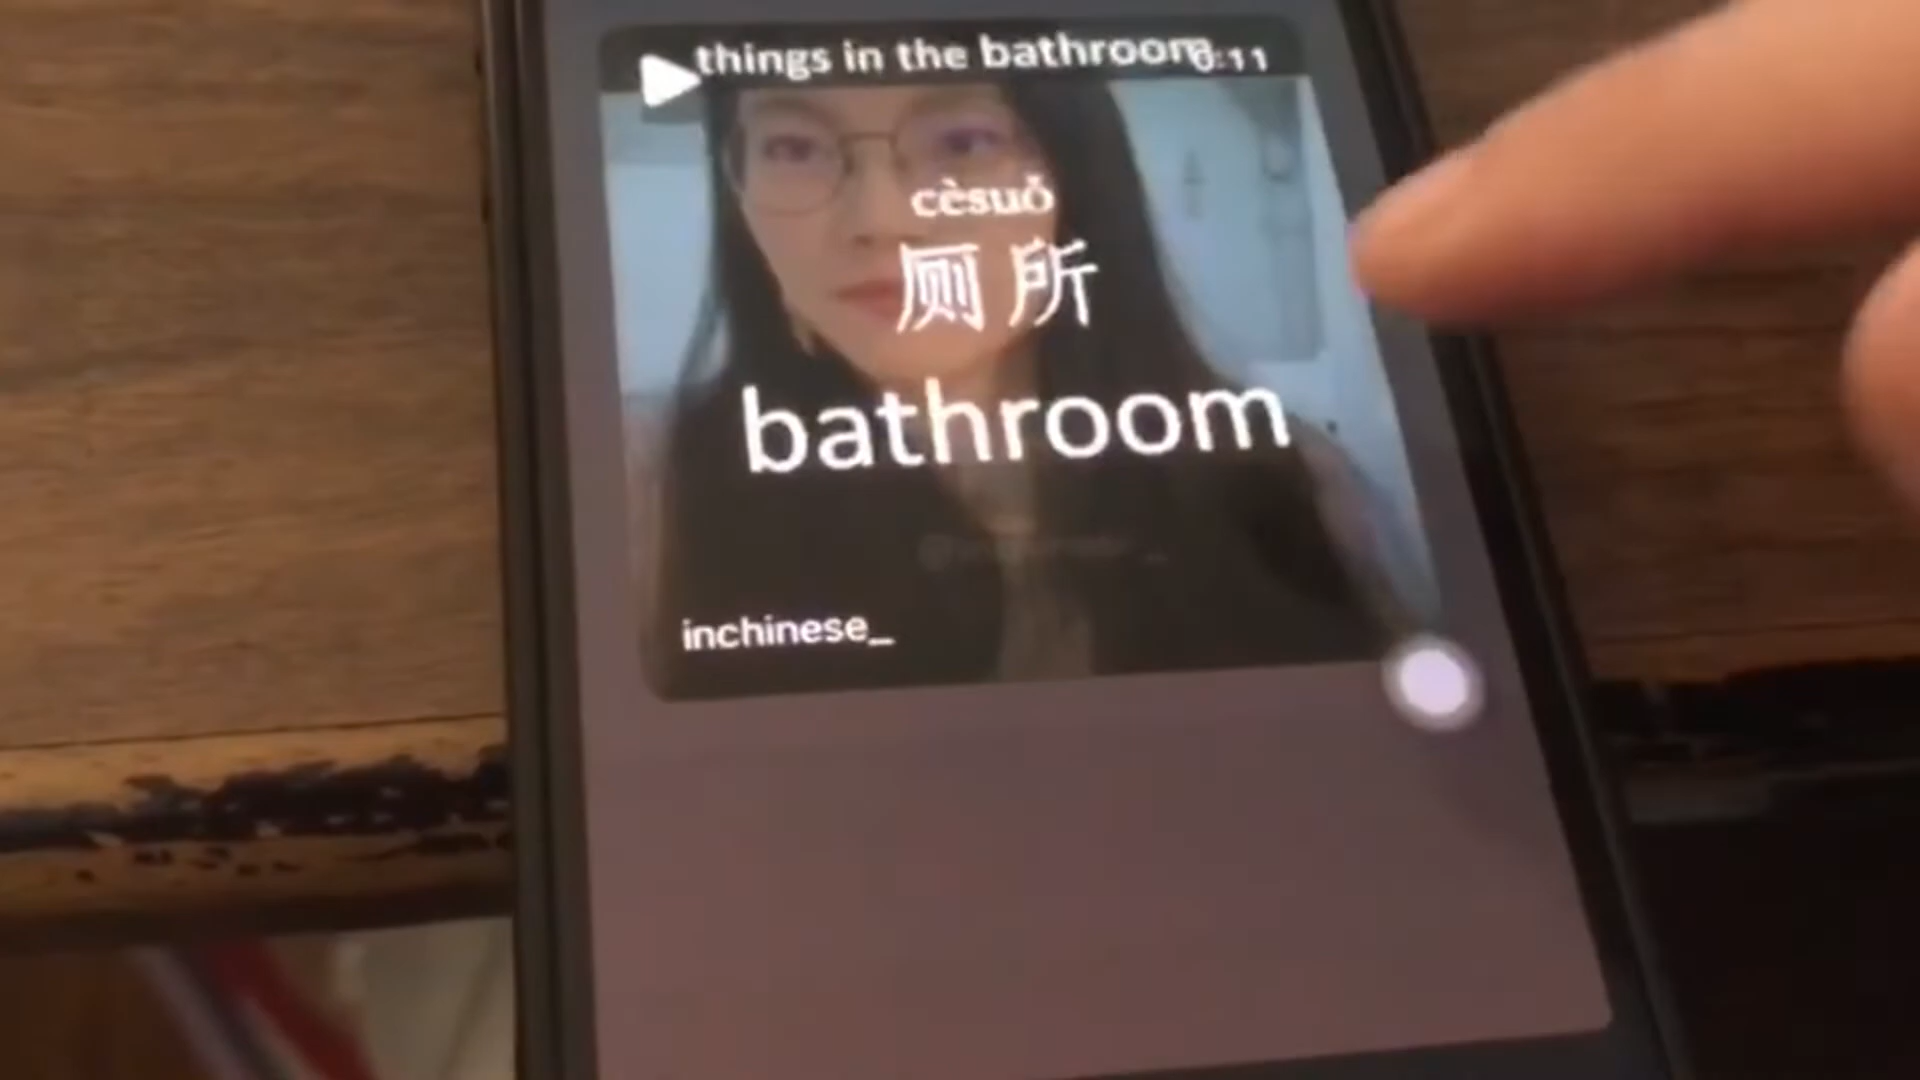 things in the bathroom
0:11
cèsuǒ
厕所
bathroom
inchinese_